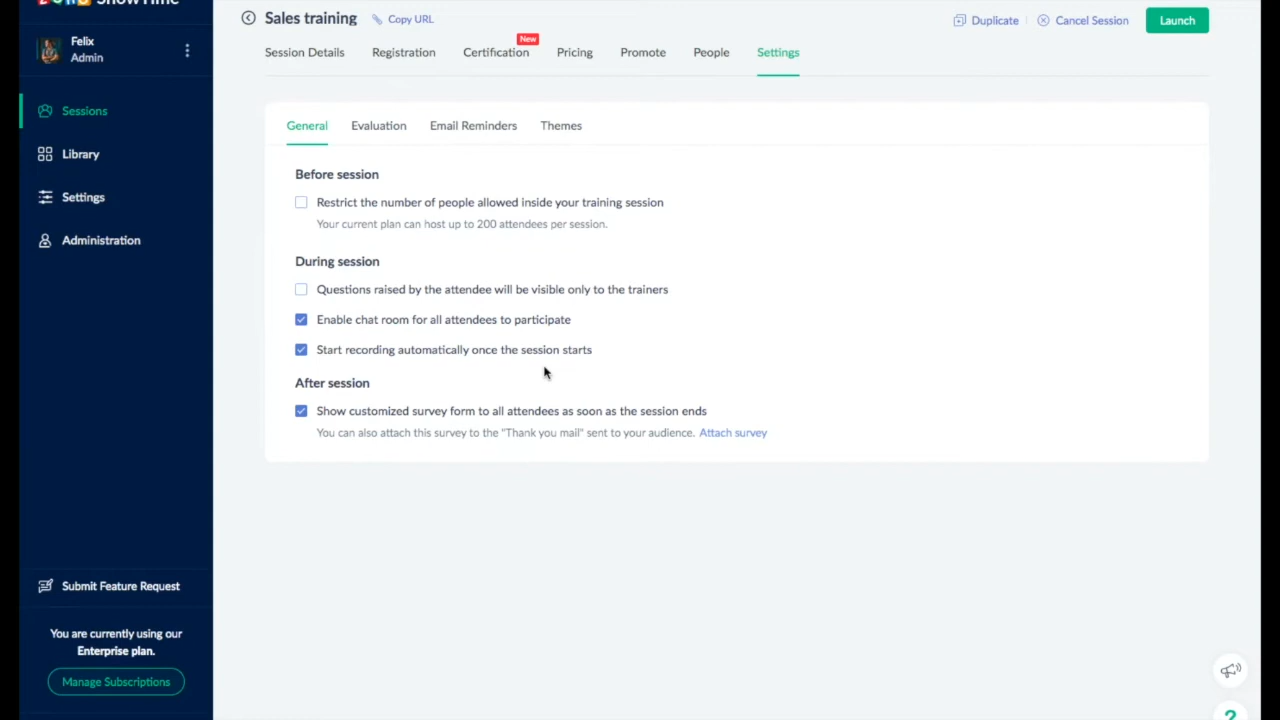 ZOHO ShowTime
Felix
Admin
Sessions
Library
Settings
Administration
Submit Feature Request
You are currently using our
Enterprise plan.
Manage Subscriptions
Sales training
Copy URL
Duplicate
Cancel Session
Launch
Session Details
Registration
Certification
New
Pricing
Promote
People
Settings
General
Evaluation
Email Reminders
Themes
Before session
Restrict the number of people allowed inside your training session
Your current plan can host up to 200 attendees per session.
During session
Questions raised by the attendee will be visible only to the trainers
Enable chat room for all attendees to participate
Start recording automatically once the session starts
After session
Show customized survey form to all attendees as soon as the session ends
You can also attach this survey to the "Thank you mail" sent to your audience. Attach survey
?